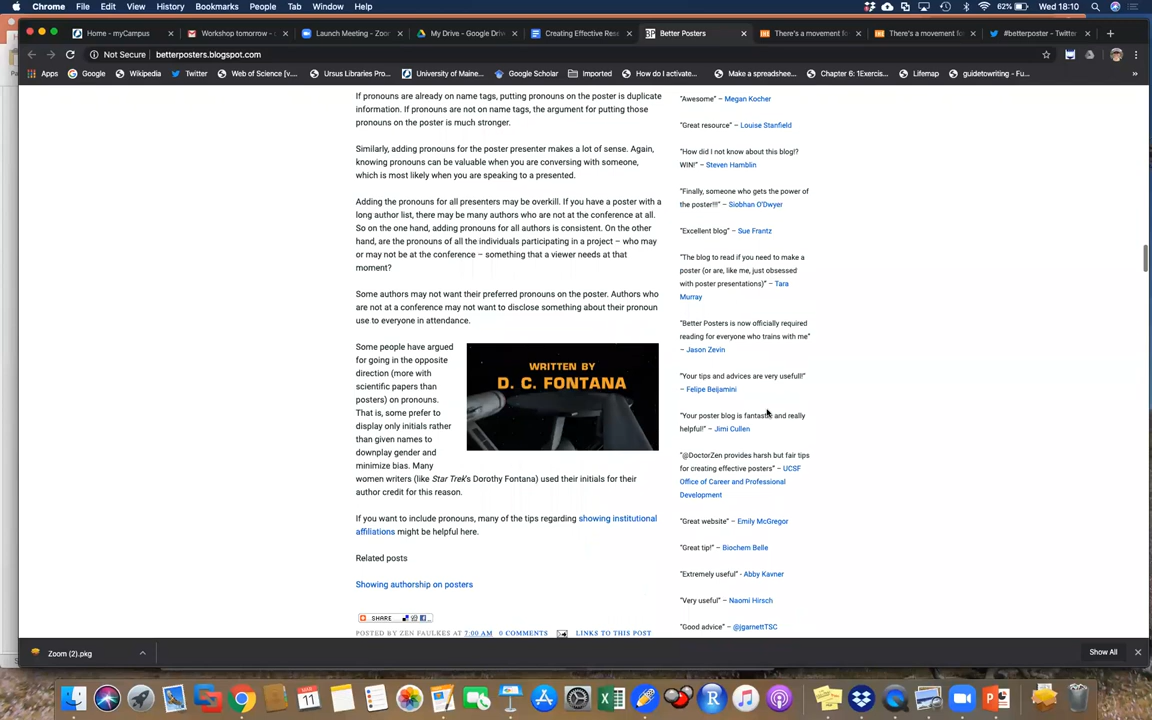 Chrome File Edit View History Bookmarks People Tab Window Help 62% Wed 18:10
Home - myCampus Workshop tomorrow - Launch Meeting - Zoom My Drive - Google Driv Creating Effective Res Better Posters There's a movement fo There's a movement fo #betterposter - Twitter
Not Secure betterposters.blogspot.com
Apps Google Wikipedia Twitter Web of Science [v.... Ursus Libraries Pro... University of Maine... Google Scholar Imported How do I activate... Make a spreadshee... Chapter 6: 1Exercis... Lifemap guidetowriting - Fu...
If pronouns are already on name tags, putting pronouns on the poster is duplicate
information. If pronouns are not on name tags, the argument for putting those
pronouns on the poster is much stronger.
Similarly, adding pronouns for the poster presenter makes a lot of sense. Again,
knowing pronouns can be valuable when you are conversing with someone,
which is most likely when you are speaking to a presented.
Adding the pronouns for all presenters may be overkill. If you have a poster with a
long author list, there may be many authors who are not at the conference at all.
So on the one hand, adding pronouns for all authors is consistent. On the other
hand, are the pronouns of all the individuals participating in a project – who may
or may not be at the conference – something that a viewer needs at that
moment?
Some authors may not want their preferred pronouns on the poster. Authors who
are not at a conference may not want to disclose something about their pronoun
use to everyone in attendance.
Some people have argued
for going in the opposite
direction (more with
scientific papers than
posters) on pronouns.
That is, some prefer to
display only initials rather
than given names to
downplay gender and
minimize bias. Many
women writers (like Star Trek's Dorothy Fontana) used their initials for their
author credit for this reason.
WRITTEN BY
D. C. FONTANA
If you want to include pronouns, many of the tips regarding showing institutional
affiliations might be helpful here.
Related posts
Showing authorship on posters
SHARE
POSTED BY ZEN FAULKES AT 7:00 AM 0 COMMENTS LINKS TO THIS POST
"Awesome" – Megan Kocher
"Great resource" – Louise Stanfield
"How did I not know about this blog!?
WIN!" – Steven Hamblin
"Finally, someone who gets the power of
the poster!!!" – Siobhan O'Dwyer
"Excellent blog" – Sue Frantz
"The blog to read if you need to make a
poster (or are, like me, just obsessed
with poster presentations)" – Tara
Murray
"Better Posters is now officially required
reading for everyone who trains with me"
– Jason Zevin
"Your tips and advices are very useful!"
– Felipe Beijamini
"Your poster blog is fantastic and really
helpful!" – Jimi Cullen
"@DoctorZen provides harsh but fair tips
for creating effective posters" – UCSF
Office of Career and Professional
Development
"Great website" – Emily McGregor
"Great tip!" – Biochem Belle
"Extremely useful" - Abby Kavner
"Very useful" – Naomi Hirsch
"Good advice" – @jgarnettTSC
Zoom (2).pkg Show All
MAR
11